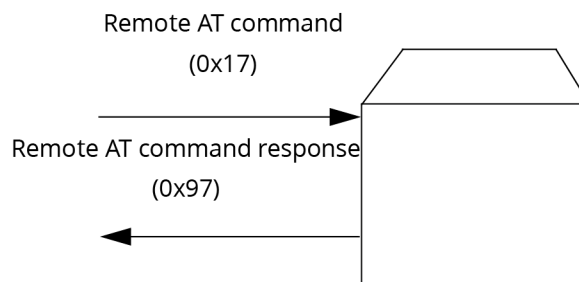 Remote AT command
(0x17)
Remote AT command response
(0x97)